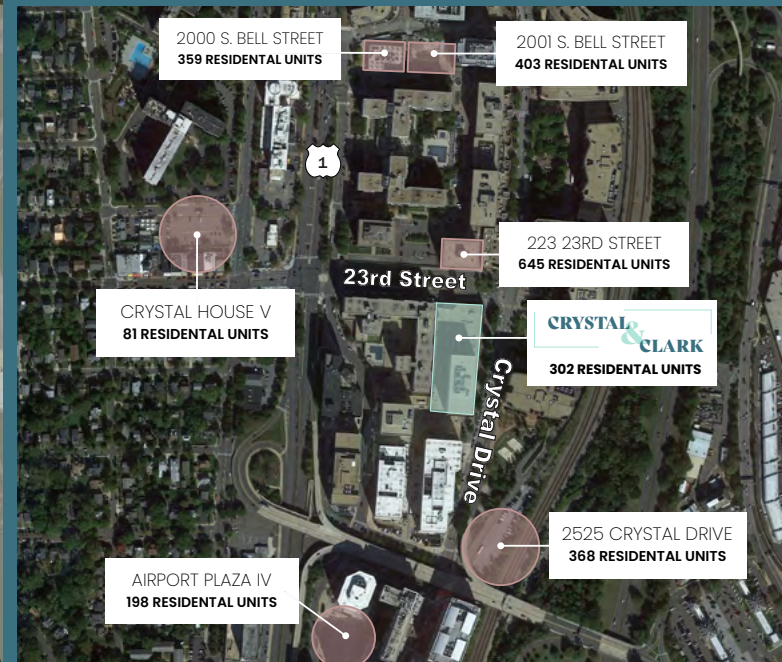 2000 S. BELL STREET
359 RESIDENTAL UNITS
2001 S. BELL STREET
403 RESIDENTAL UNITS
1
223 23RD STREET
645 RESIDENTAL UNITS
23rd Street
CRYSTAL HOUSE V
81 RESIDENTAL UNITS
CRYSTAL
&
CLARK
302 RESIDENTAL UNITS
Crystal Drive
2525 CRYSTAL DRIVE
368 RESIDENTAL UNITS
AIRPORT PLAZA IV
198 RESIDENTAL UNITS